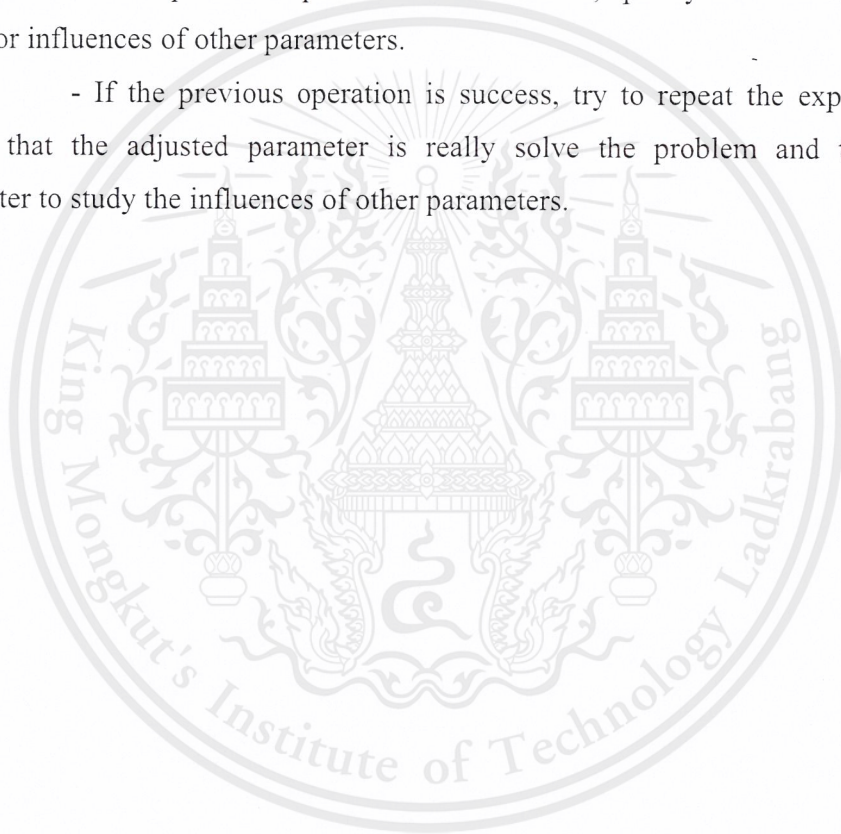 or influences of other parameters.
- If the previous operation is success, try to repeat the exp
that the adjusted parameter is really solve the problem and
ter to study the influences of other parameters.
King Mongkut's Institute of Technology Ladkrabang